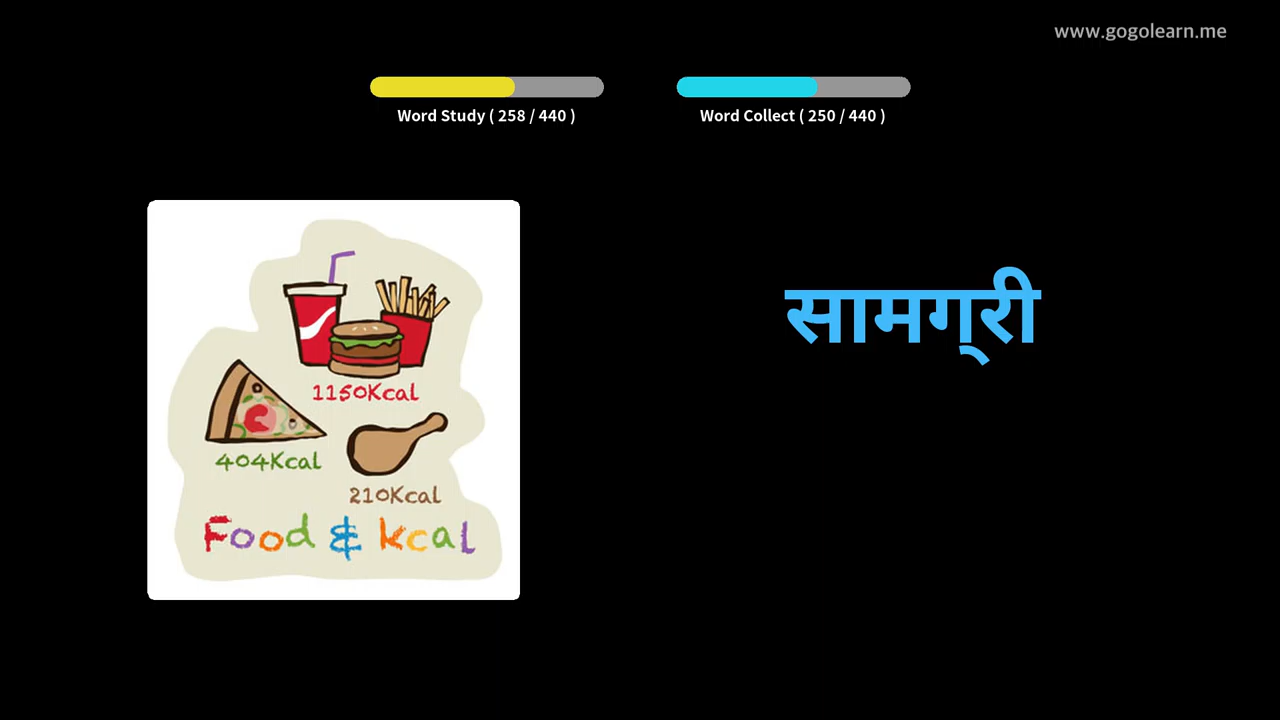 www.gogolearn.me
Word Study ( 258 / 440 )
Word Collect ( 250 / 440 )
1150Kcal
404Kcal
210Kcal
Food & kcal
सामग्‌री